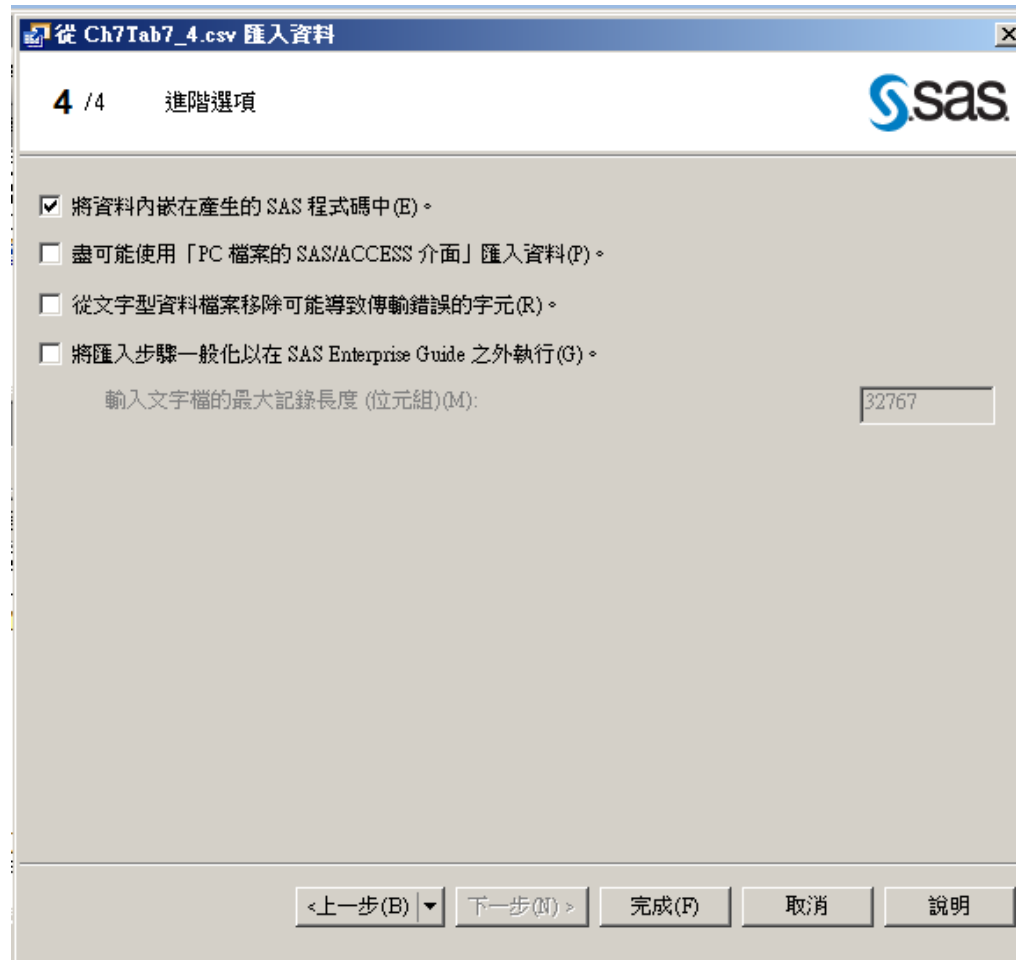 從 Ch7Tab7_4.csv 匯入資料
4 /4 進階選項
sas
將資料內嵌在產生的 SAS 程式碼中(E)。
盡可能使用「PC 檔案的 SAS/ACCESS 介面」匯入資料(P)。
從文字型資料檔案移除可能導致傳輸錯誤的字元(R)。
將匯入步驟一般化以在 SAS Enterprise Guide 之外執行(G)。
輸入文字檔的最大記錄長度 (位元組)(M): 32767
<上一步(B) 下一步(N) > 完成(F) 取消 說明